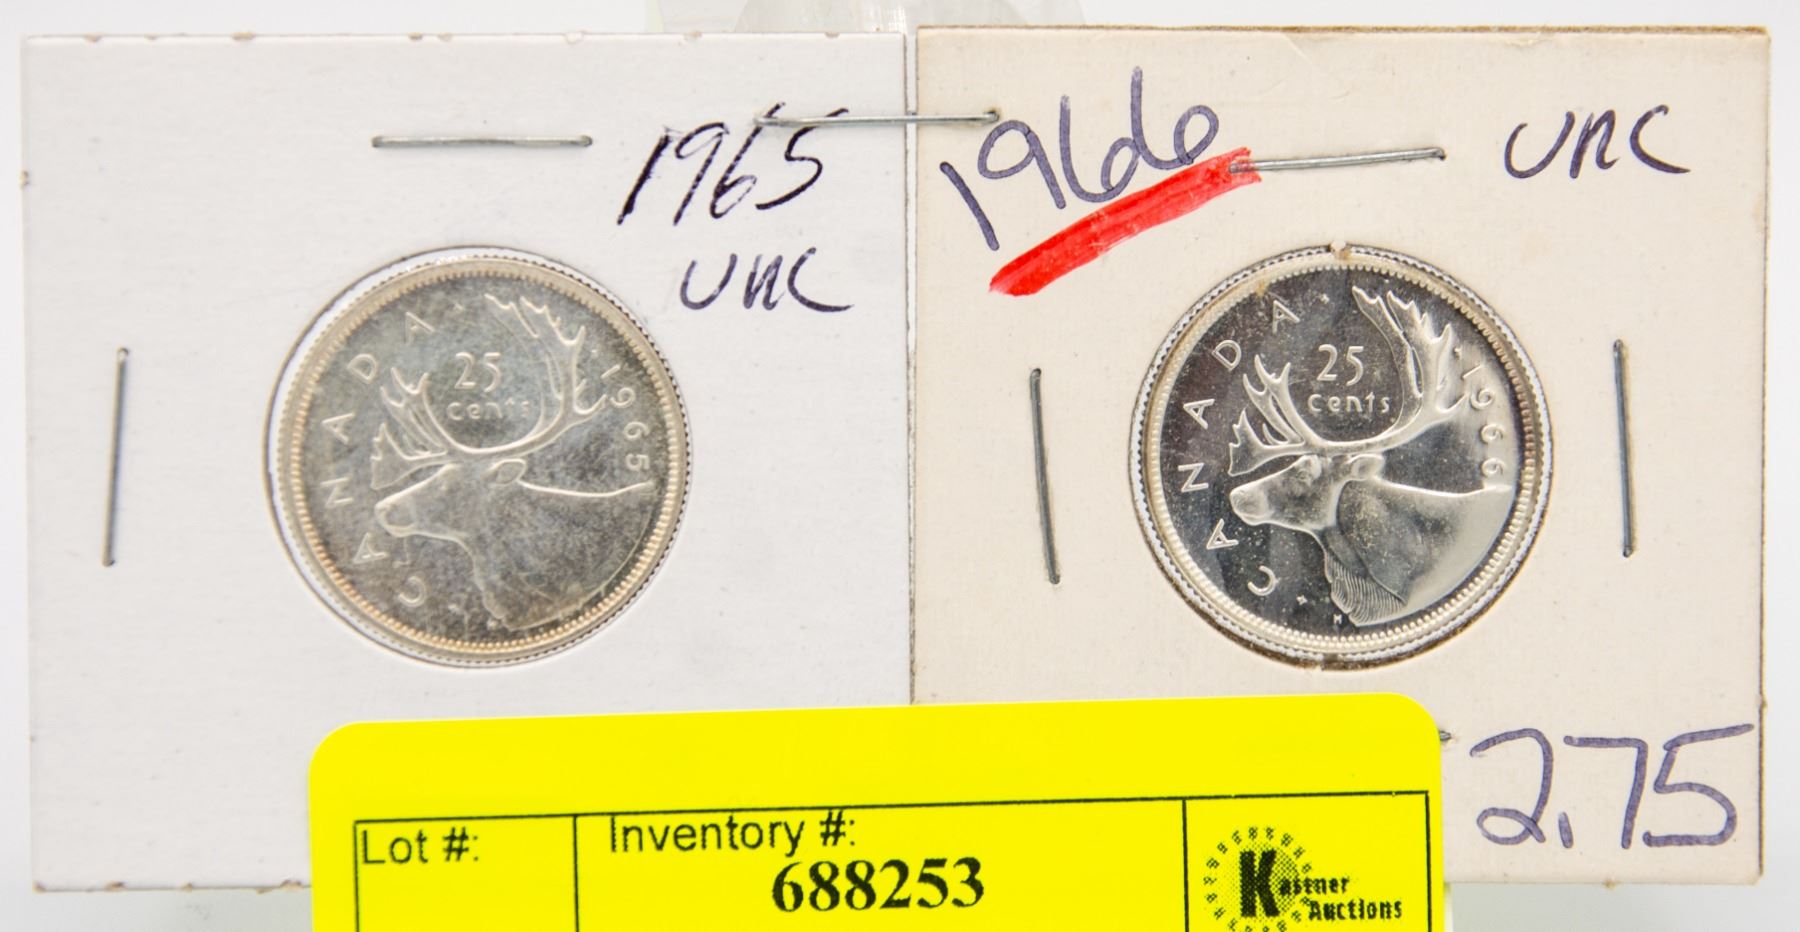 1965
UNC
CANADA
25
cents
1965
1966
UNC
CANADA
25
cents
1966
M
2.75
Lot #:
Inventory #:
688253
Kastner
Auctions